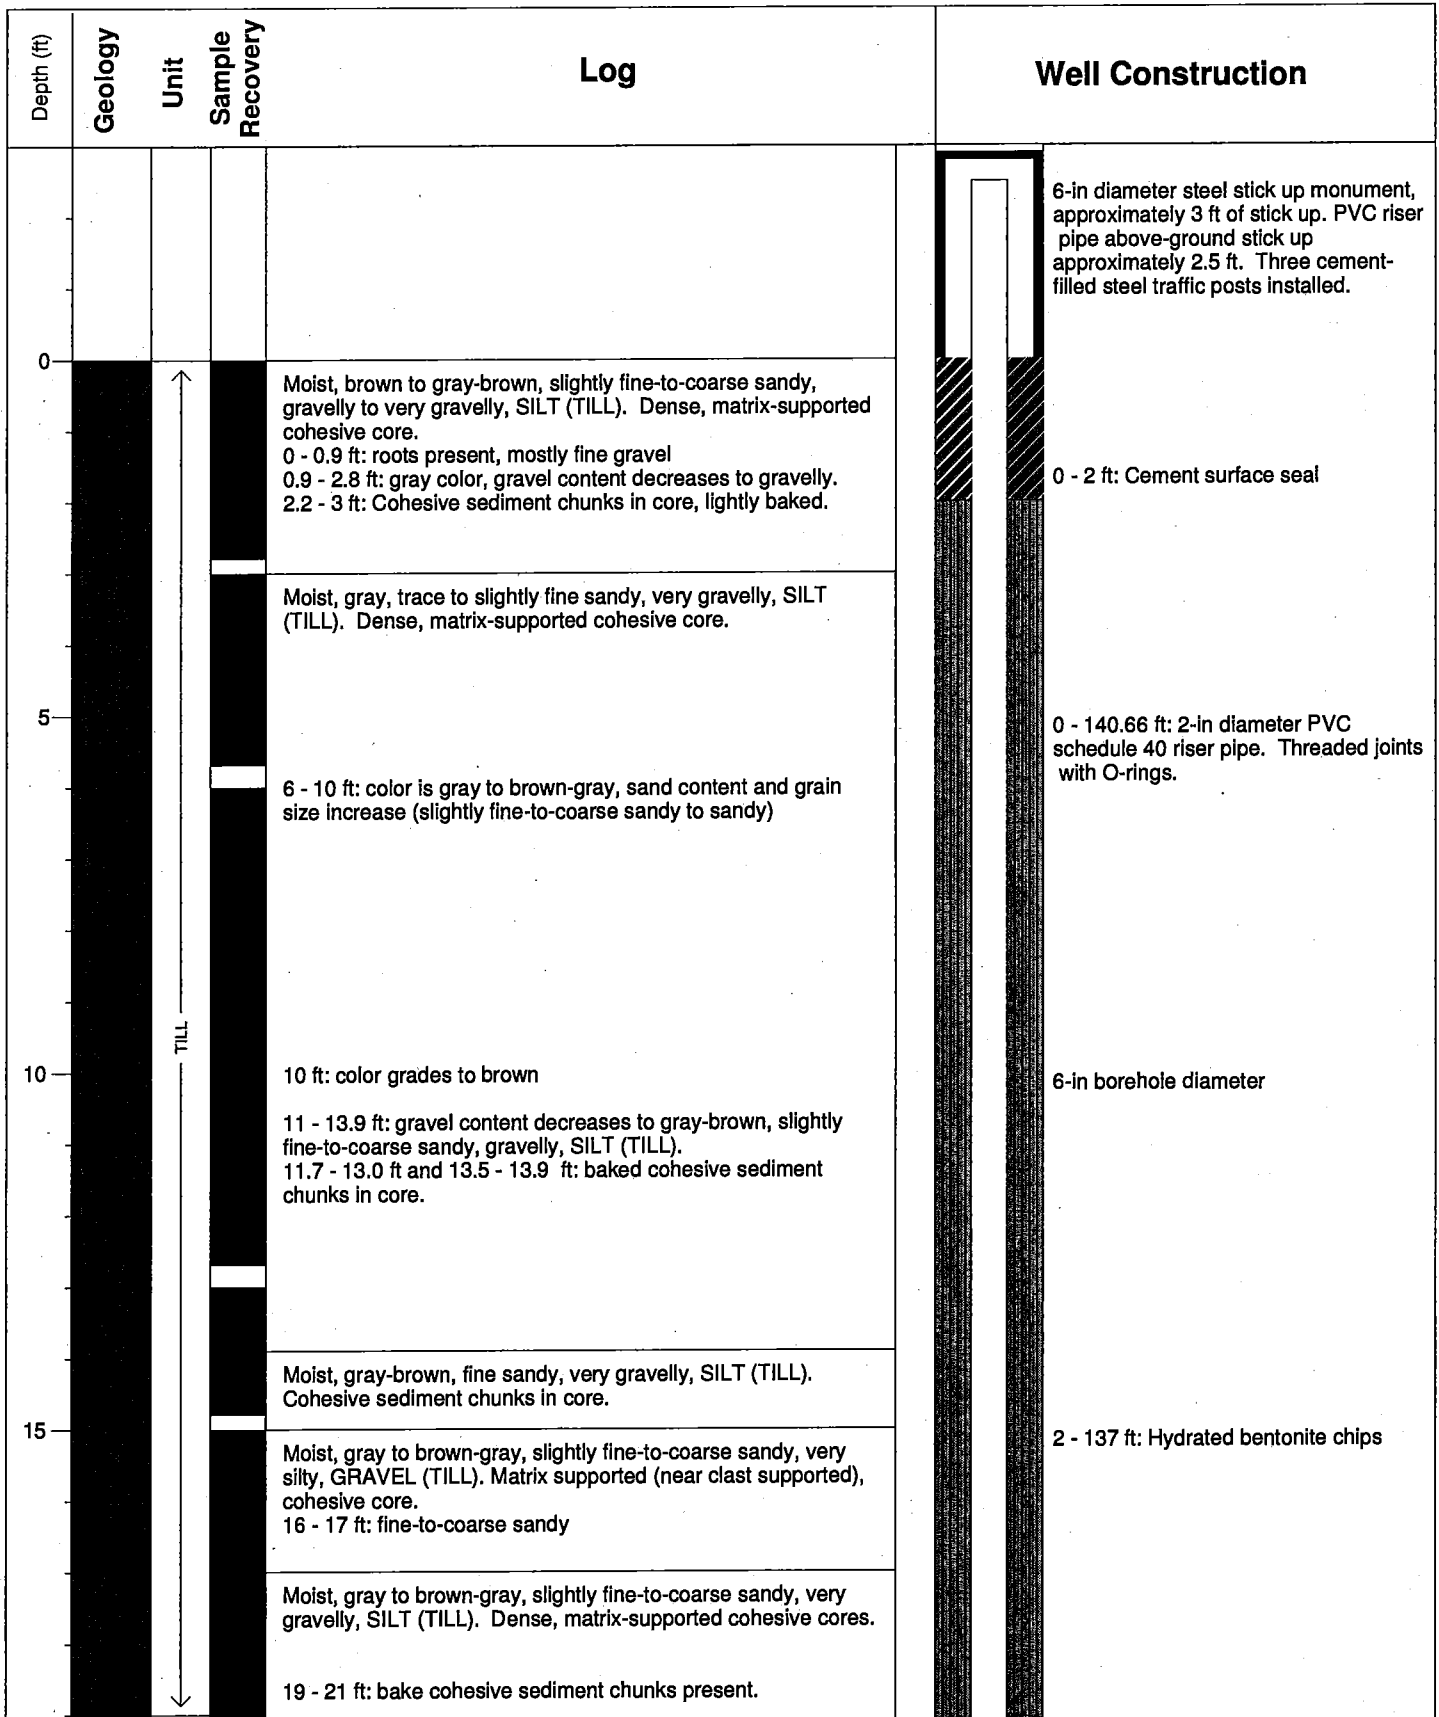 Depth (ft)
Geology
Unit
Sample
Recovery
Log
Well Construction
6-in diameter steel stick up monument,
approximately 3 ft of stick up. PVC riser
pipe above-ground stick up
approximately 2.5 ft. Three cement-
filled steel traffic posts installed.
0
Moist, brown to gray-brown, slightly fine-to-coarse sandy,
gravelly to very gravelly, SILT (TILL). Dense, matrix-supported
cohesive core.
0 - 0.9 ft: roots present, mostly fine gravel
0.9 - 2.8 ft: gray color, gravel content decreases to gravelly.
2.2 - 3 ft: Cohesive sediment chunks in core, lightly baked.
0 - 2 ft: Cement surface seal
Moist, gray, trace to slightly fine sandy, very gravelly, SILT
(TILL). Dense, matrix-supported cohesive core.
5
0 - 140.66 ft: 2-in diameter PVC
schedule 40 riser pipe. Threaded joints
with O-rings.
6 - 10 ft: color is gray to brown-gray, sand content and grain
size increase (slightly fine-to-coarse sandy to sandy)
TILL
10
10 ft: color grades to brown
6-in borehole diameter
11 - 13.9 ft: gravel content decreases to gray-brown, slightly
fine-to-coarse sandy, gravelly, SILT (TILL).
11.7 - 13.0 ft and 13.5 - 13.9 ft: baked cohesive sediment
chunks in core.
Moist, gray-brown, fine sandy, very gravelly, SILT (TILL).
Cohesive sediment chunks in core.
15
2 - 137 ft: Hydrated bentonite chips
Moist, gray to brown-gray, slightly fine-to-coarse sandy, very
silty, GRAVEL (TILL). Matrix supported (near clast supported),
cohesive core.
16 - 17 ft: fine-to-coarse sandy
Moist, gray to brown-gray, slightly fine-to-coarse sandy, very
gravelly, SILT (TILL). Dense, matrix-supported cohesive cores.
19 - 21 ft: bake cohesive sediment chunks present.